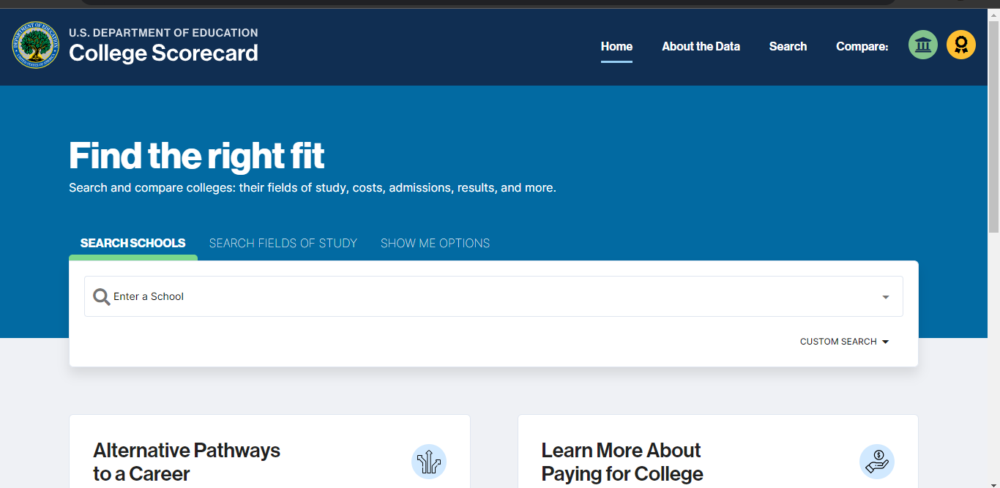 U.S. DEPARTMENT OF EDUCATION
College Scorecard
Home
About the Data
Search
Compare:
Find the right fit
Search and compare colleges: their fields of study, costs, admissions, results, and more.
SEARCH SCHOOLS
SEARCH FIELDS OF STUDY
SHOW ME OPTIONS
Enter a School
CUSTOM SEARCH
Alternative Pathways
to a Career
Learn More About
Paying for College